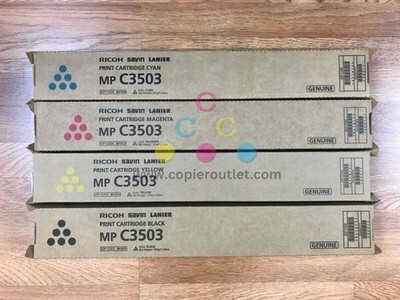 RICOH SAVIN LANIER
PRINT CARTRIDGE CYAN
MP C3503
GENUINE
RICOH SAVIN LANIER
PRINT CARTRIDGE MAGENTA
MP C3503
GENUINE
C
C C
www.copieroutlet.com
RICOH SAVIN LANIER
PRINT CARTRIDGE YELLOW
MP C3503
GENUINE
RICOH SAVIN LANIER
PRINT CARTRIDGE BLACK
MP C3503
GENUINE